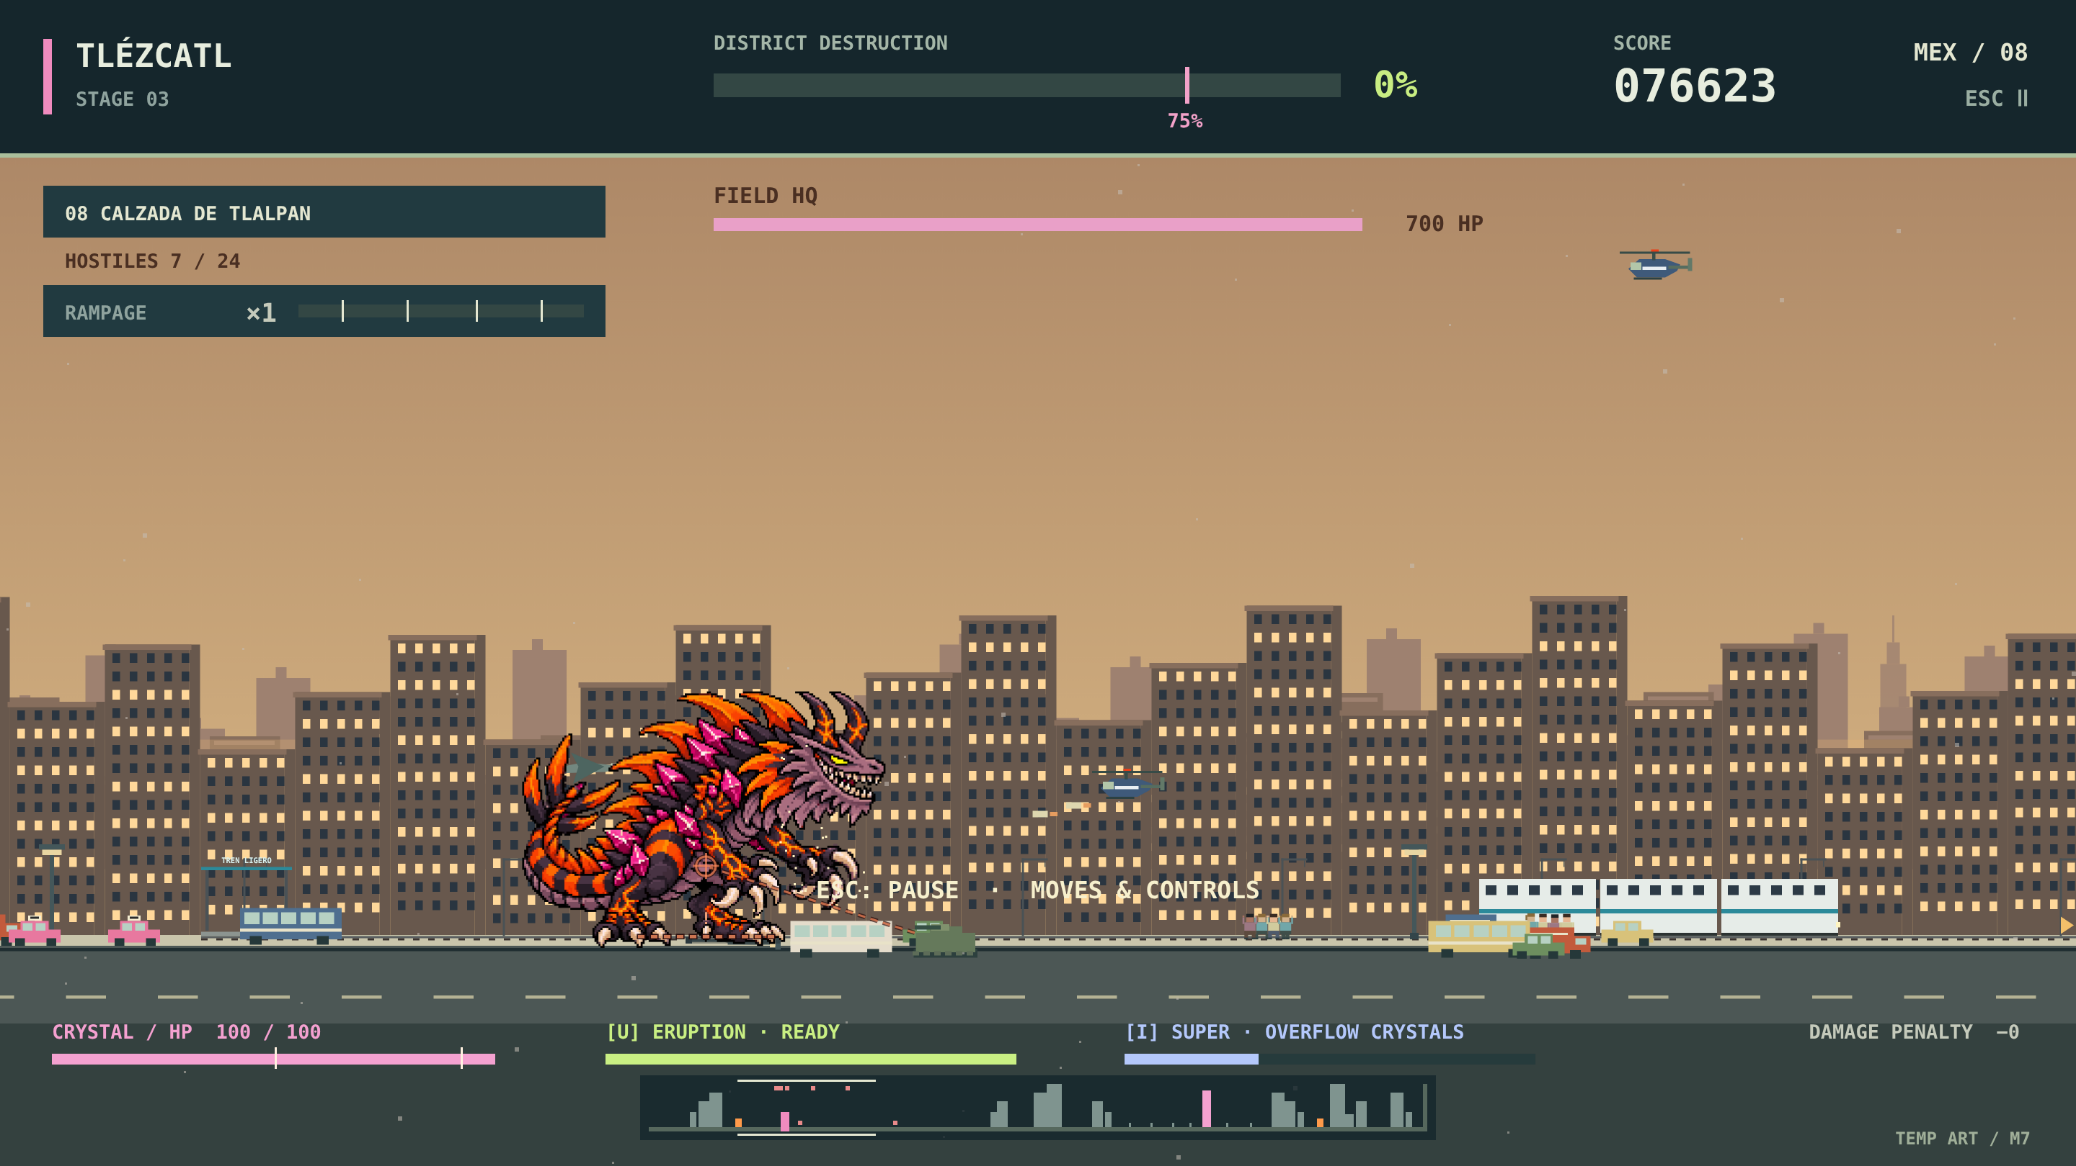 TLÉZCATL
STAGE 03
DISTRICT DESTRUCTION
0%
75%
SCORE
076623
MEX / 08
ESC II
08 CALZADA DE TLALPAN
HOSTILES 7 / 24
RAMPAGE ×1
FIELD HQ
700 HP
TREN LIGERO
ESC: PAUSE · MOVES & CONTROLS
CRYSTAL / HP 100 / 100
[U] ERUPTION · READY
[I] SUPER · OVERFLOW CRYSTALS
DAMAGE PENALTY −0
TEMP ART / M7